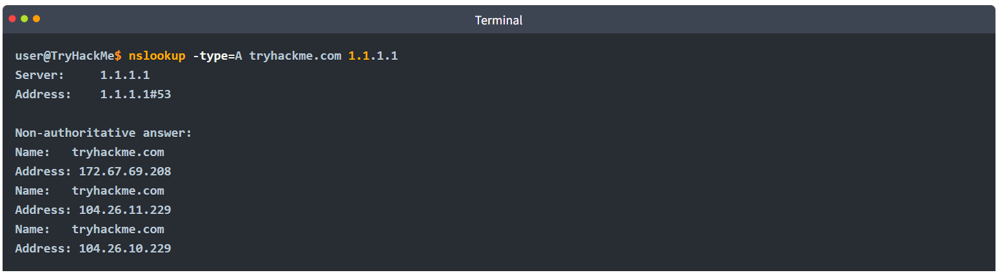 Terminal
user@TryHackMe$ nslookup -type=A tryhackme.com 1.1.1.1
Server:     1.1.1.1
Address:    1.1.1.1#53
Non-authoritative answer:
Name:   tryhackme.com
Address: 172.67.69.208
Name:   tryhackme.com
Address: 104.26.11.229
Name:   tryhackme.com
Address: 104.26.10.229